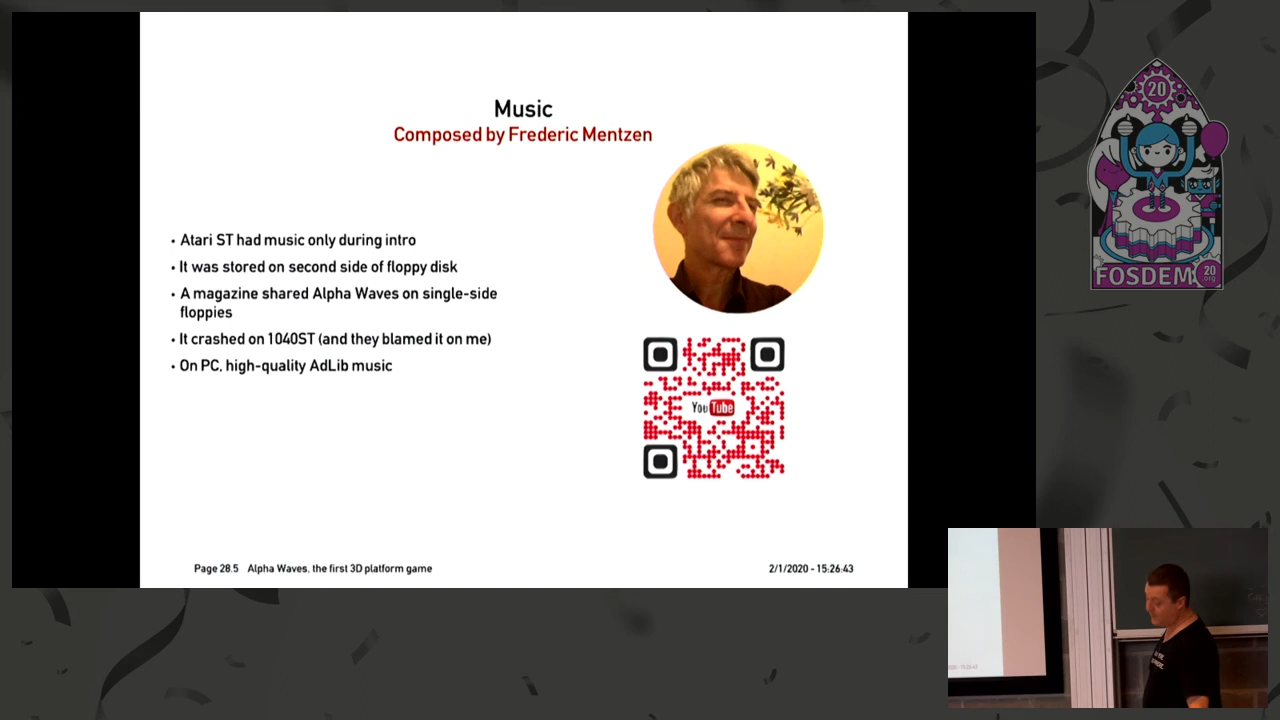 Music
Composed by Frederic Mentzen
• Atari ST had music only during intro
• It was stored on second side of floppy disk
• A magazine shared Alpha Waves on single-side
floppies
• It crashed on 1040ST (and they blamed it on me)
• On PC, high-quality AdLib music
You Tube
Page 28.5 Alpha Waves, the first 3D platform game
2/1/2020 - 15:26:43
20
FOSDEM
20
.org